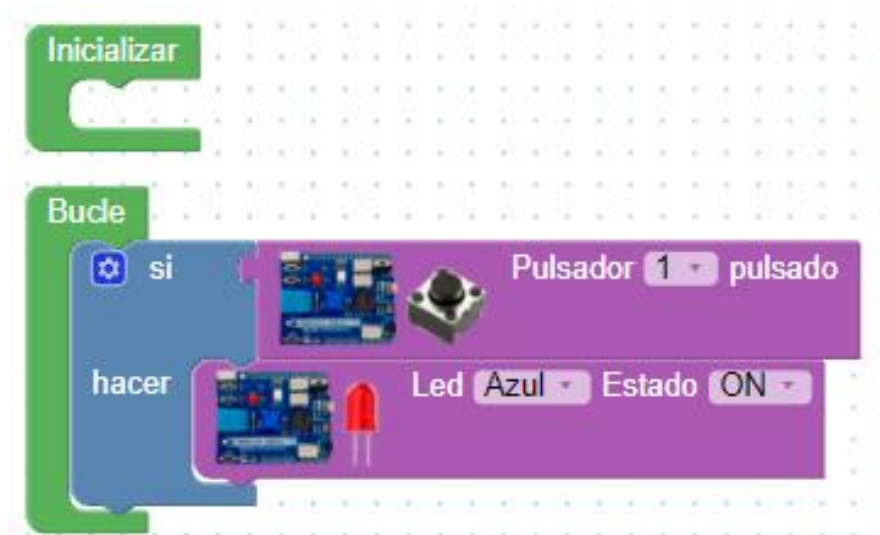 Inicializar
Bucle
si Pulsador 1 pulsado
hacer Led Azul Estado ON